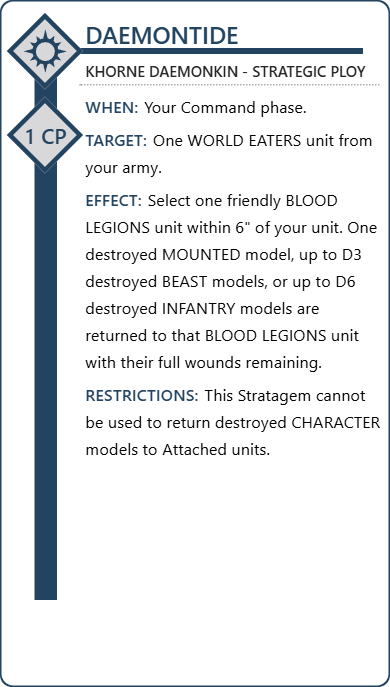 DAEMONTIDE
KHORNE DAEMONKIN - STRATEGIC PLOY
WHEN: Your Command phase.
1 CP
TARGET: One WORLD EATERS unit from
your army.
EFFECT: Select one friendly BLOOD
LEGIONS unit within 6" of your unit. One
destroyed MOUNTED model, up to D3
destroyed BEAST models, or up to D6
destroyed INFANTRY models are
returned to that BLOOD LEGIONS unit
with their full wounds remaining.
RESTRICTIONS: This Stratagem cannot
be used to return destroyed CHARACTER
models to Attached units.